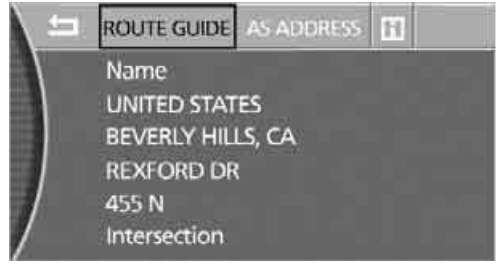 ROUTE GUIDE AS ADDRESS i
Name
UNITED STATES
BEVERLY HILLS, CA
REXFORD DR
455 N
Intersection